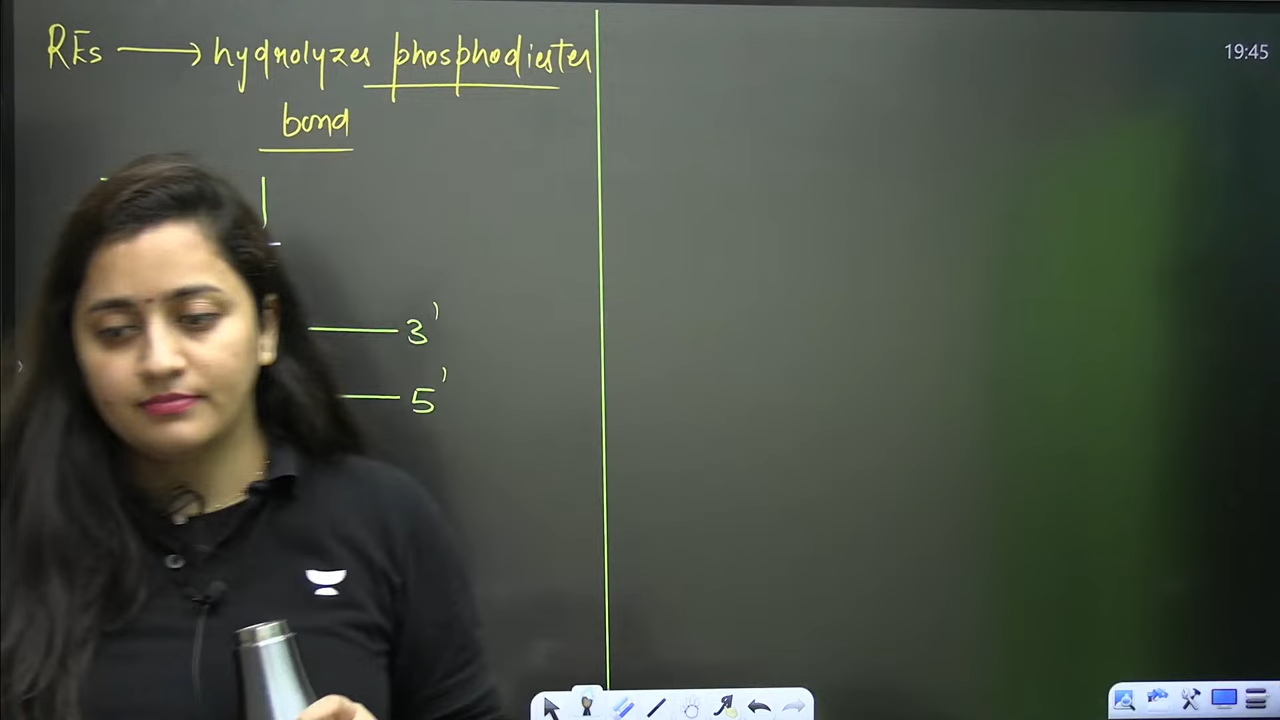 REs → hydrolyzes phosphodiester
bond
3'
5'
19:45